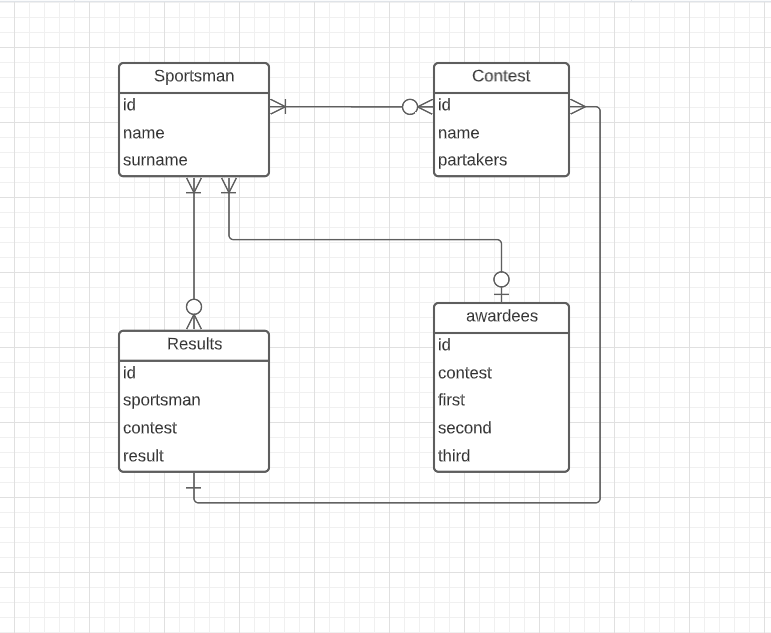 Sportsman
id
name
surname
Contest
id
name
partakers
Results
id
sportsman
contest
result
awardees
id
contest
first
second
third